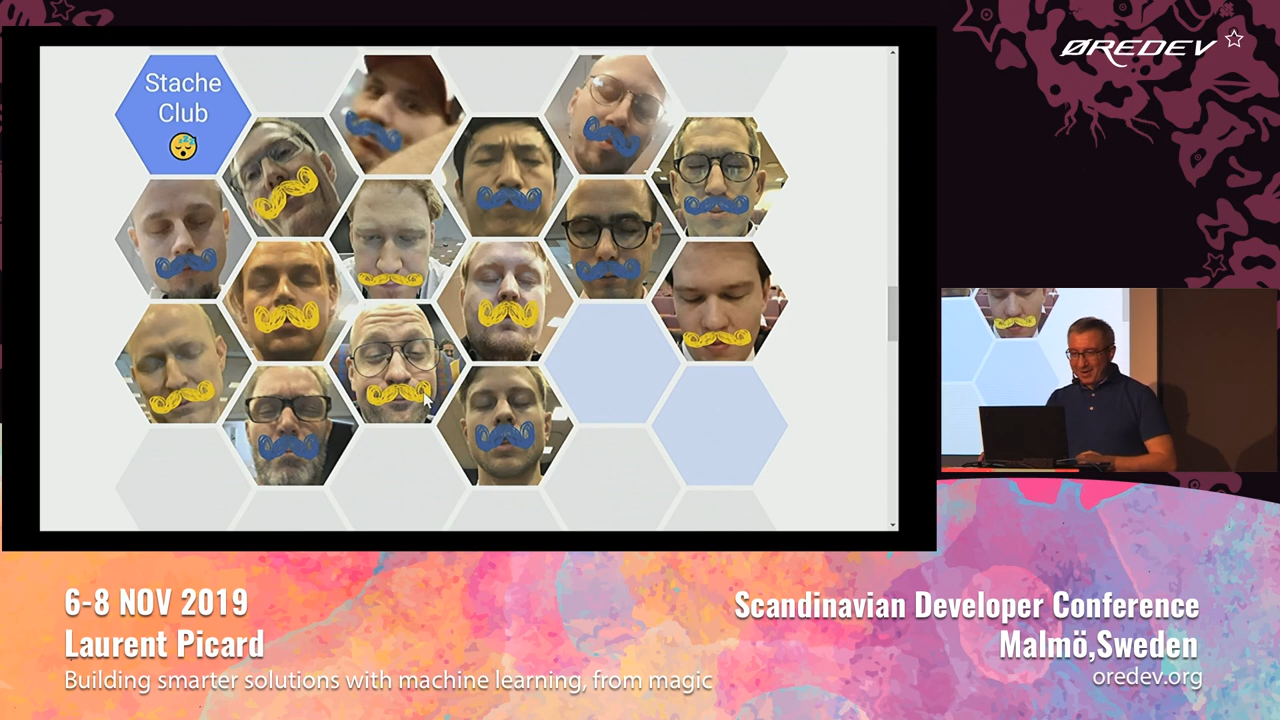 Stache
Club
ØREDEV
6-8 NOV 2019
Laurent Picard
Building smarter solutions with machine learning, from magic
Scandinavian Developer Conference
Malmö,Sweden
oredev.org